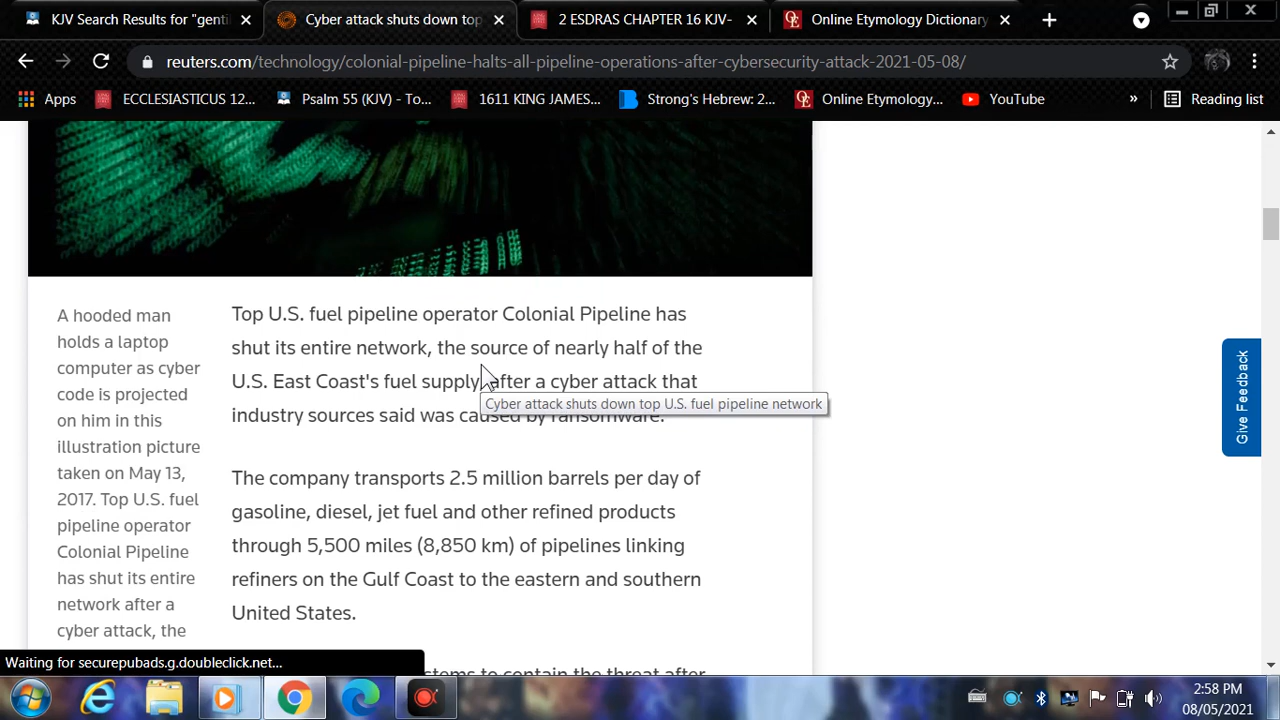 KJV Search Results for "genti
Cyber attack shuts down top
2 ESDRAS CHAPTER 16 KJV-
Online Etymology Dictionary
reuters.com/technology/colonial-pipeline-halts-all-pipeline-operations-after-cybersecurity-attack-2021-05-08/
Apps
ECCLESIASTICUS 12...
Psalm 55 (KJV) - To...
1611 KING JAMES...
Strong's Hebrew: 2...
Online Etymology...
YouTube
»
Reading list
A hooded man
holds a laptop
computer as cyber
code is projected
on him in this
illustration picture
taken on May 13,
2017. Top U.S. fuel
pipeline operator
Colonial Pipeline
has shut its entire
network after a
cyber attack, the
Top U.S. fuel pipeline operator Colonial Pipeline has
shut its entire network, the source of nearly half of the
U.S. East Coast's fuel supply, after a cyber attack that
Cyber attack shuts down top U.S. fuel pipeline network
industry sources said was caused by ransomware.
The company transports 2.5 million barrels per day of
gasoline, diesel, jet fuel and other refined products
through 5,500 miles (8,850 km) of pipelines linking
refiners on the Gulf Coast to the eastern and southern
United States.
stems to contain the threat after
Give Feedback
Waiting for securepubads.g.doubleclick.net...
2:58 PM
08/05/2021